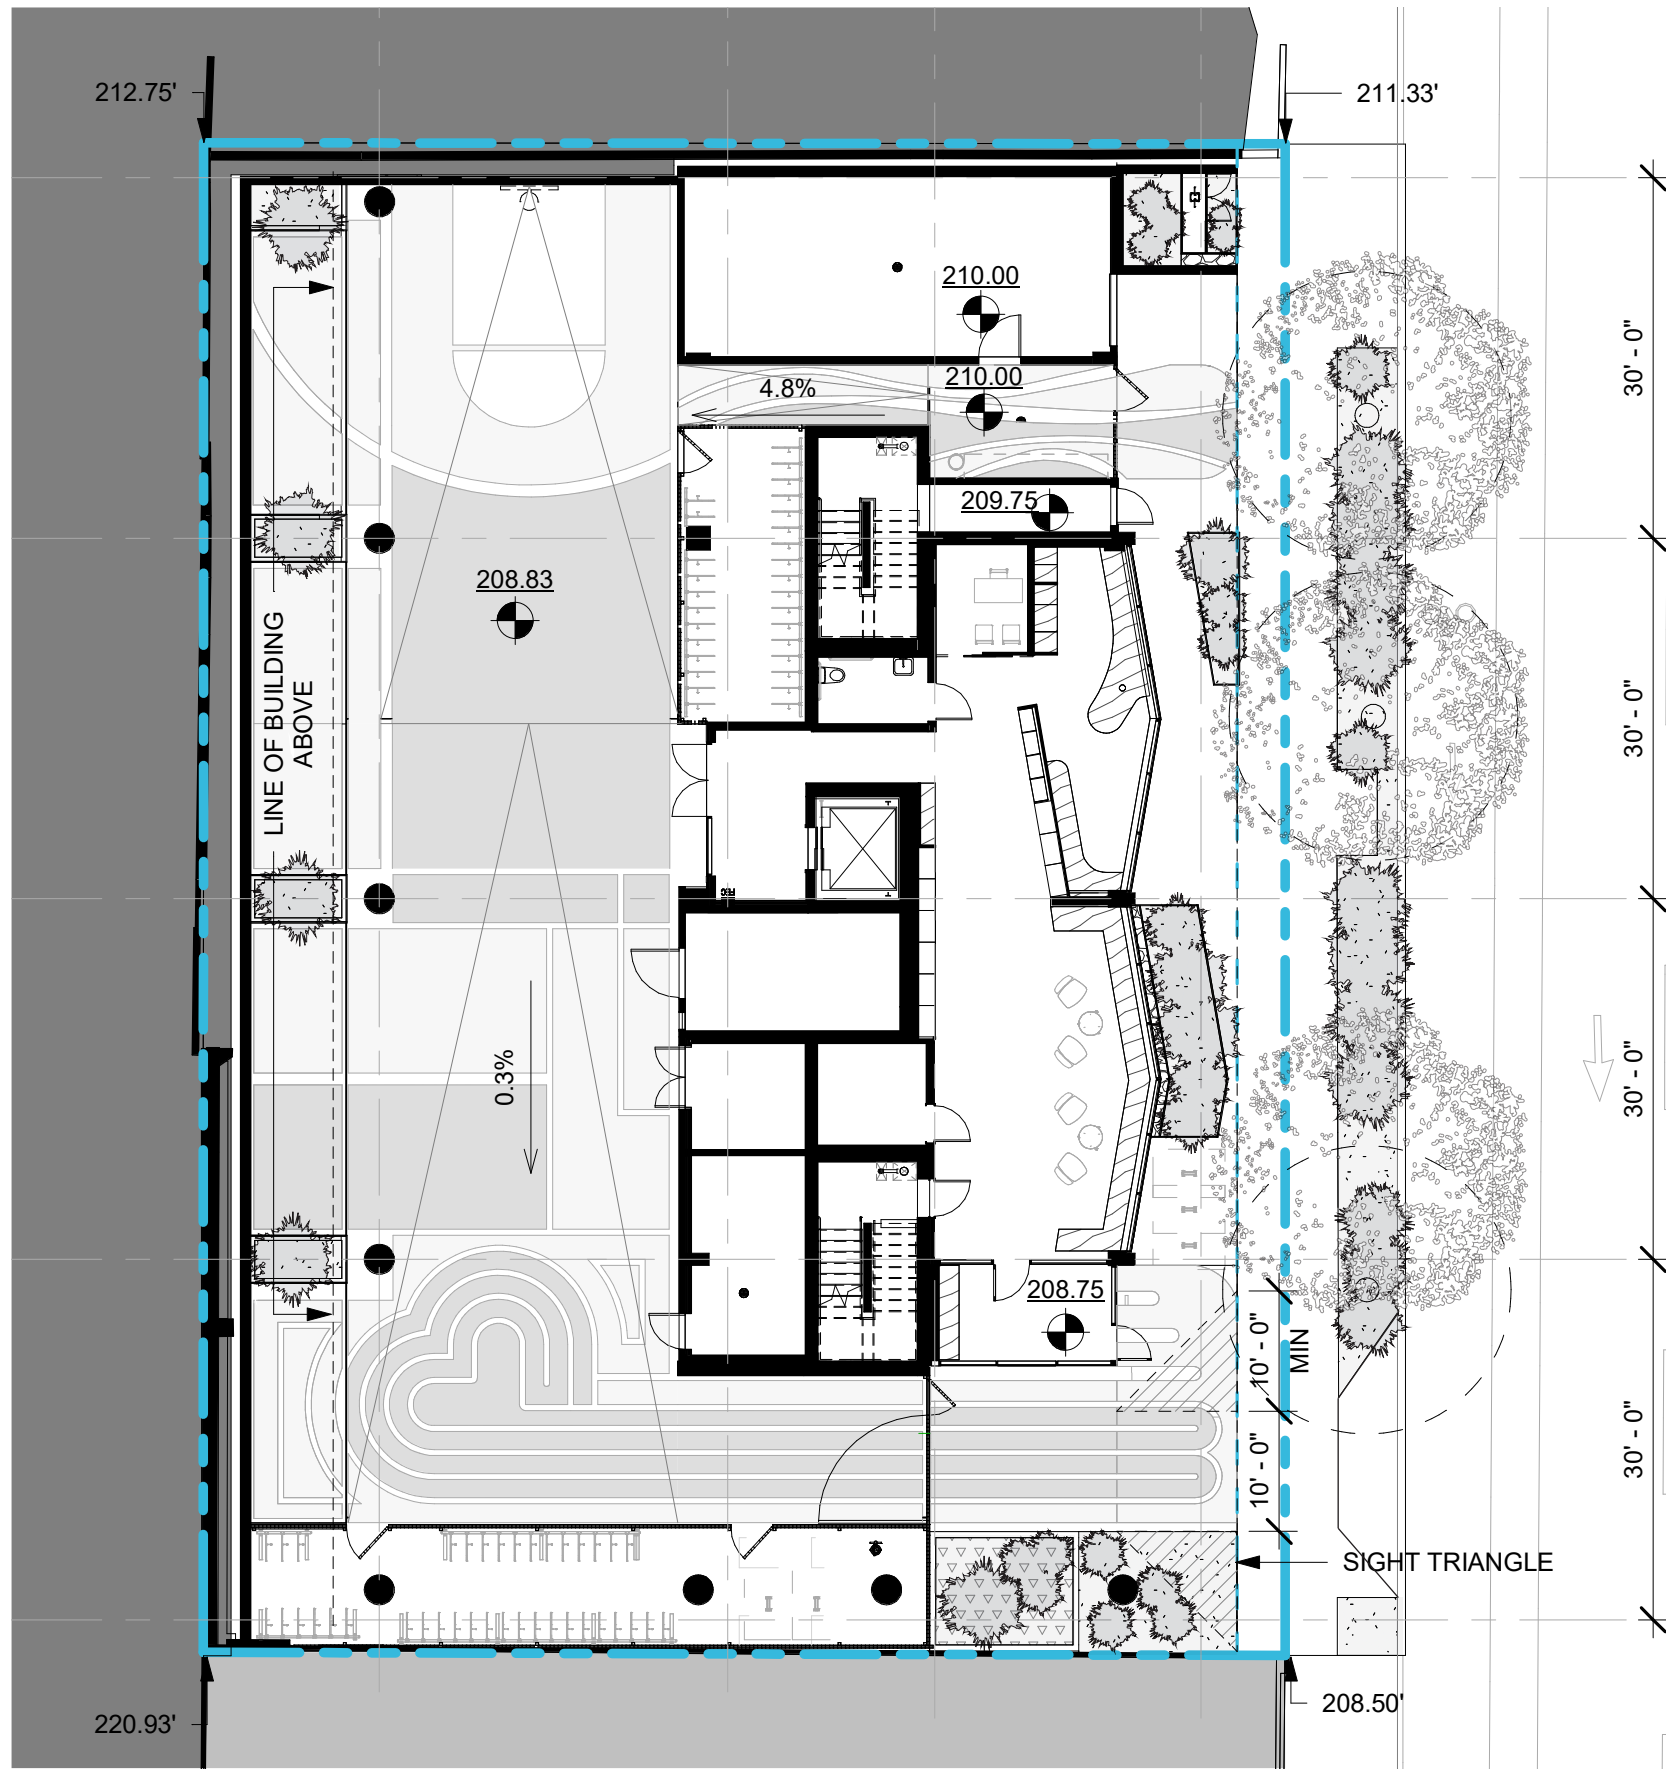 212.75'
211.33'
210.00
30' - 0"
4.8%
210.00
209.75
208.83
LINE OF BUILDING
ABOVE
30' - 0"
0.3%
30' - 0"
208.75
10' - 0"
MIN
10' - 0"
30' - 0"
SIGHT TRIANGLE
220.93'
208.50'